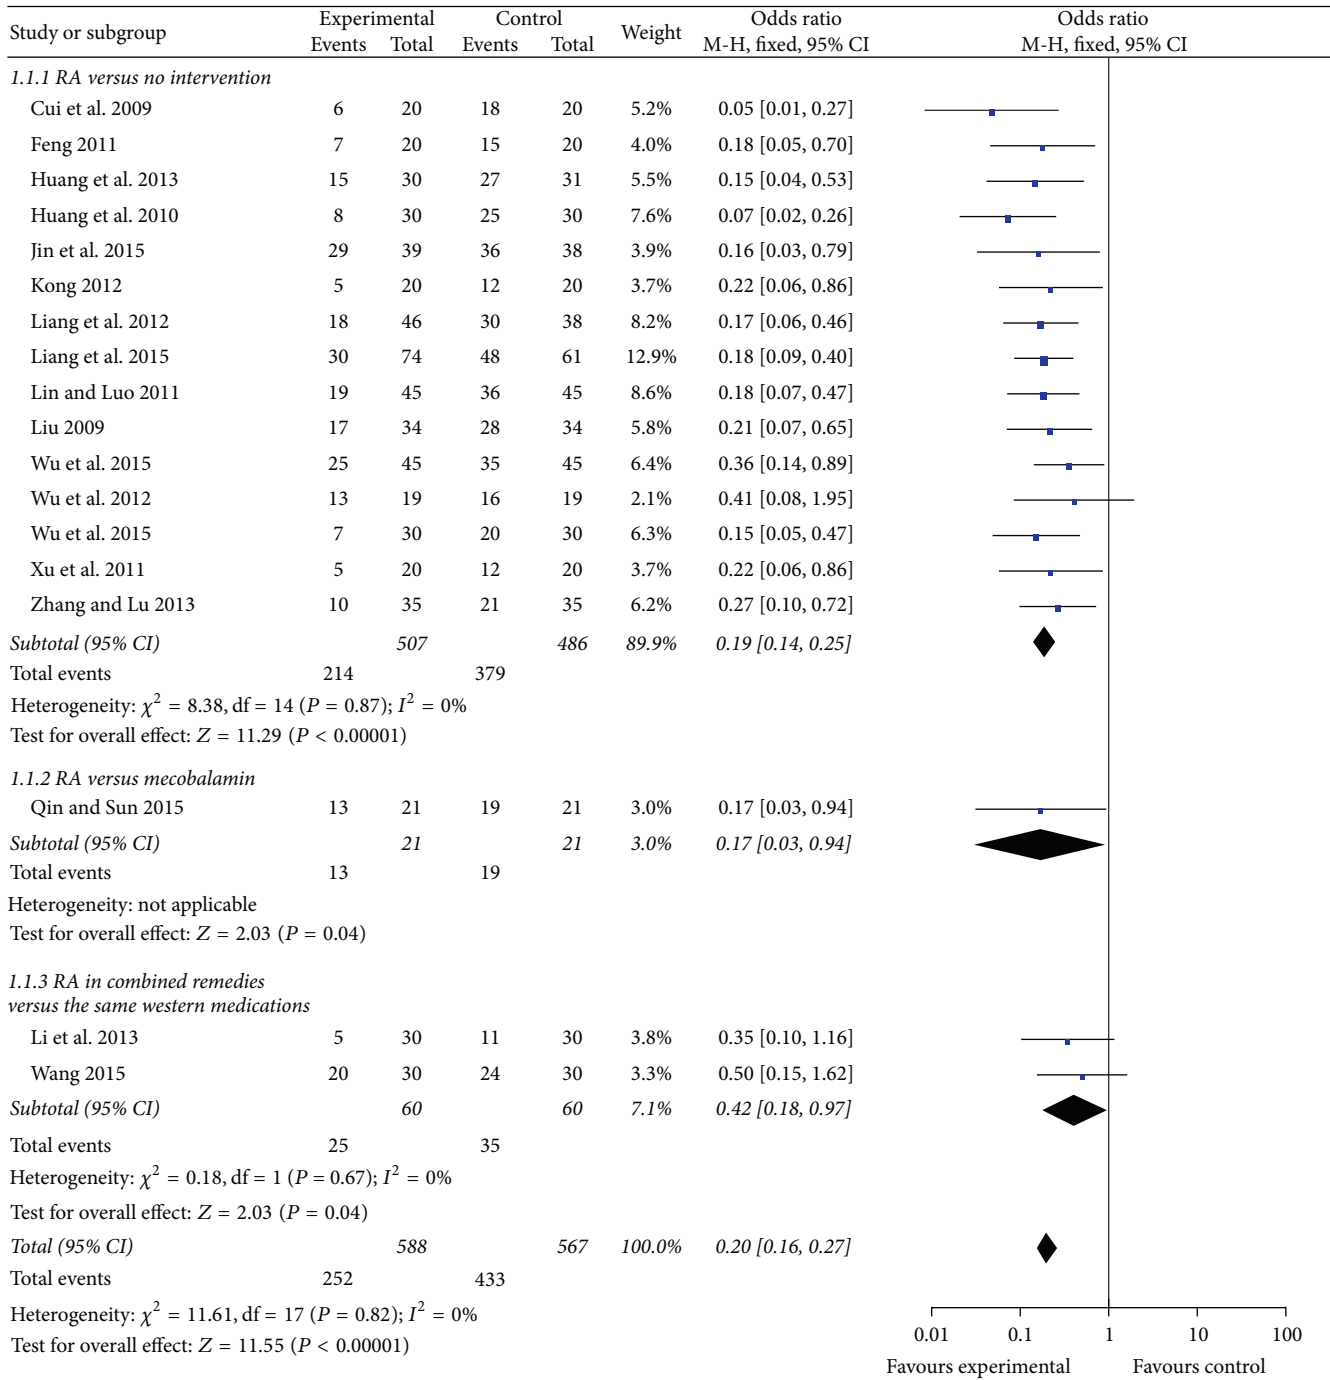 Study or subgroup Experimental Control Weight Odds ratio Odds ratio
Events Total Events Total M-H, fixed, 95% CI M-H, fixed, 95% CI
1.1.1 RA versus no intervention
Cui et al. 2009 6 20 18 20 5.2% 0.05 [0.01, 0.27]
Feng 2011 7 20 15 20 4.0% 0.18 [0.05, 0.70]
Huang et al. 2013 15 30 27 31 5.5% 0.15 [0.04, 0.53]
Huang et al. 2010 8 30 25 30 7.6% 0.07 [0.02, 0.26]
Jin et al. 2015 29 39 36 38 3.9% 0.16 [0.03, 0.79]
Kong 2012 5 20 12 20 3.7% 0.22 [0.06, 0.86]
Liang et al. 2012 18 46 30 38 8.2% 0.17 [0.06, 0.46]
Liang et al. 2015 30 74 48 61 12.9% 0.18 [0.09, 0.40]
Lin and Luo 2011 19 45 36 45 8.6% 0.18 [0.07, 0.47]
Liu 2009 17 34 28 34 5.8% 0.21 [0.07, 0.65]
Wu et al. 2015 25 45 35 45 6.4% 0.36 [0.14, 0.89]
Wu et al. 2012 13 19 16 19 2.1% 0.41 [0.08, 1.95]
Wu et al. 2015 7 30 20 30 6.3% 0.15 [0.05, 0.47]
Xu et al. 2011 5 20 12 20 3.7% 0.22 [0.06, 0.86]
Zhang and Lu 2013 10 35 21 35 6.2% 0.27 [0.10, 0.72]
Subtotal (95% CI) 507 486 89.9% 0.19 [0.14, 0.25]
Total events 214 379
Heterogeneity: χ² = 8.38, df = 14 (P = 0.87); I² = 0%
Test for overall effect: Z = 11.29 (P < 0.00001)
1.1.2 RA versus mecobalamin
Qin and Sun 2015 13 21 19 21 3.0% 0.17 [0.03, 0.94]
Subtotal (95% CI) 21 21 3.0% 0.17 [0.03, 0.94]
Total events 13 19
Heterogeneity: not applicable
Test for overall effect: Z = 2.03 (P = 0.04)
1.1.3 RA in combined remedies
versus the same western medications
Li et al. 2013 5 30 11 30 3.8% 0.35 [0.10, 1.16]
Wang 2015 20 30 24 30 3.3% 0.50 [0.15, 1.62]
Subtotal (95% CI) 60 60 7.1% 0.42 [0.18, 0.97]
Total events 25 35
Heterogeneity: χ² = 0.18, df = 1 (P = 0.67); I² = 0%
Test for overall effect: Z = 2.03 (P = 0.04)
Total (95% CI) 588 567 100.0% 0.20 [0.16, 0.27]
Total events 252 433
Heterogeneity: χ² = 11.61, df = 17 (P = 0.82); I² = 0%
Test for overall effect: Z = 11.55 (P < 0.00001)
0.01 0.1 1 10 100
Favours experimental Favours control